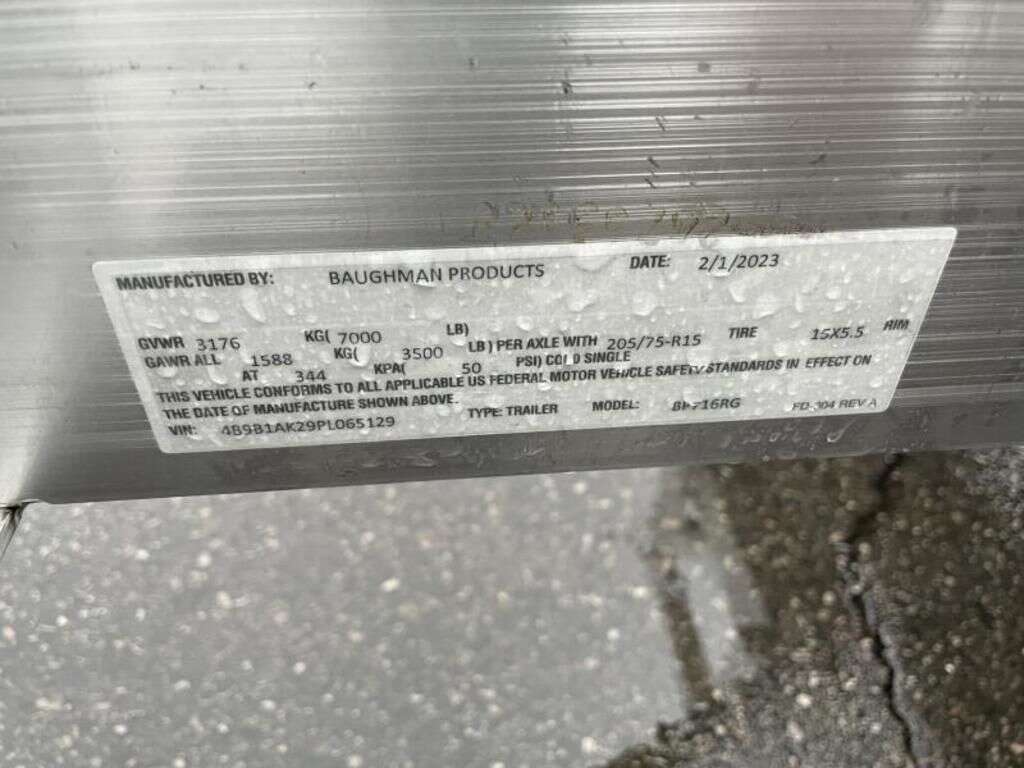 MANUFACTURED BY: BAUGHMAN PRODUCTS DATE: 2/1/2023
GVWR 3176 KG( 7000 LB)
GAWR ALL 1588 KG( 3500 LB ) PER AXLE WITH 205/75-R15 TIRE 15X5.5 RIM
AT 344 KPA( 50 PSI) COLD SINGLE
THIS VEHICLE CONFORMS TO ALL APPLICABLE US FEDERAL MOTOR VEHICLE SAFETY STANDARDS IN EFFECT ON
THE DATE OF MANUFACTURE SHOWN ABOVE.
VIN: 4B9B1AK29PL065129 TYPE: TRAILER MODEL: REV A